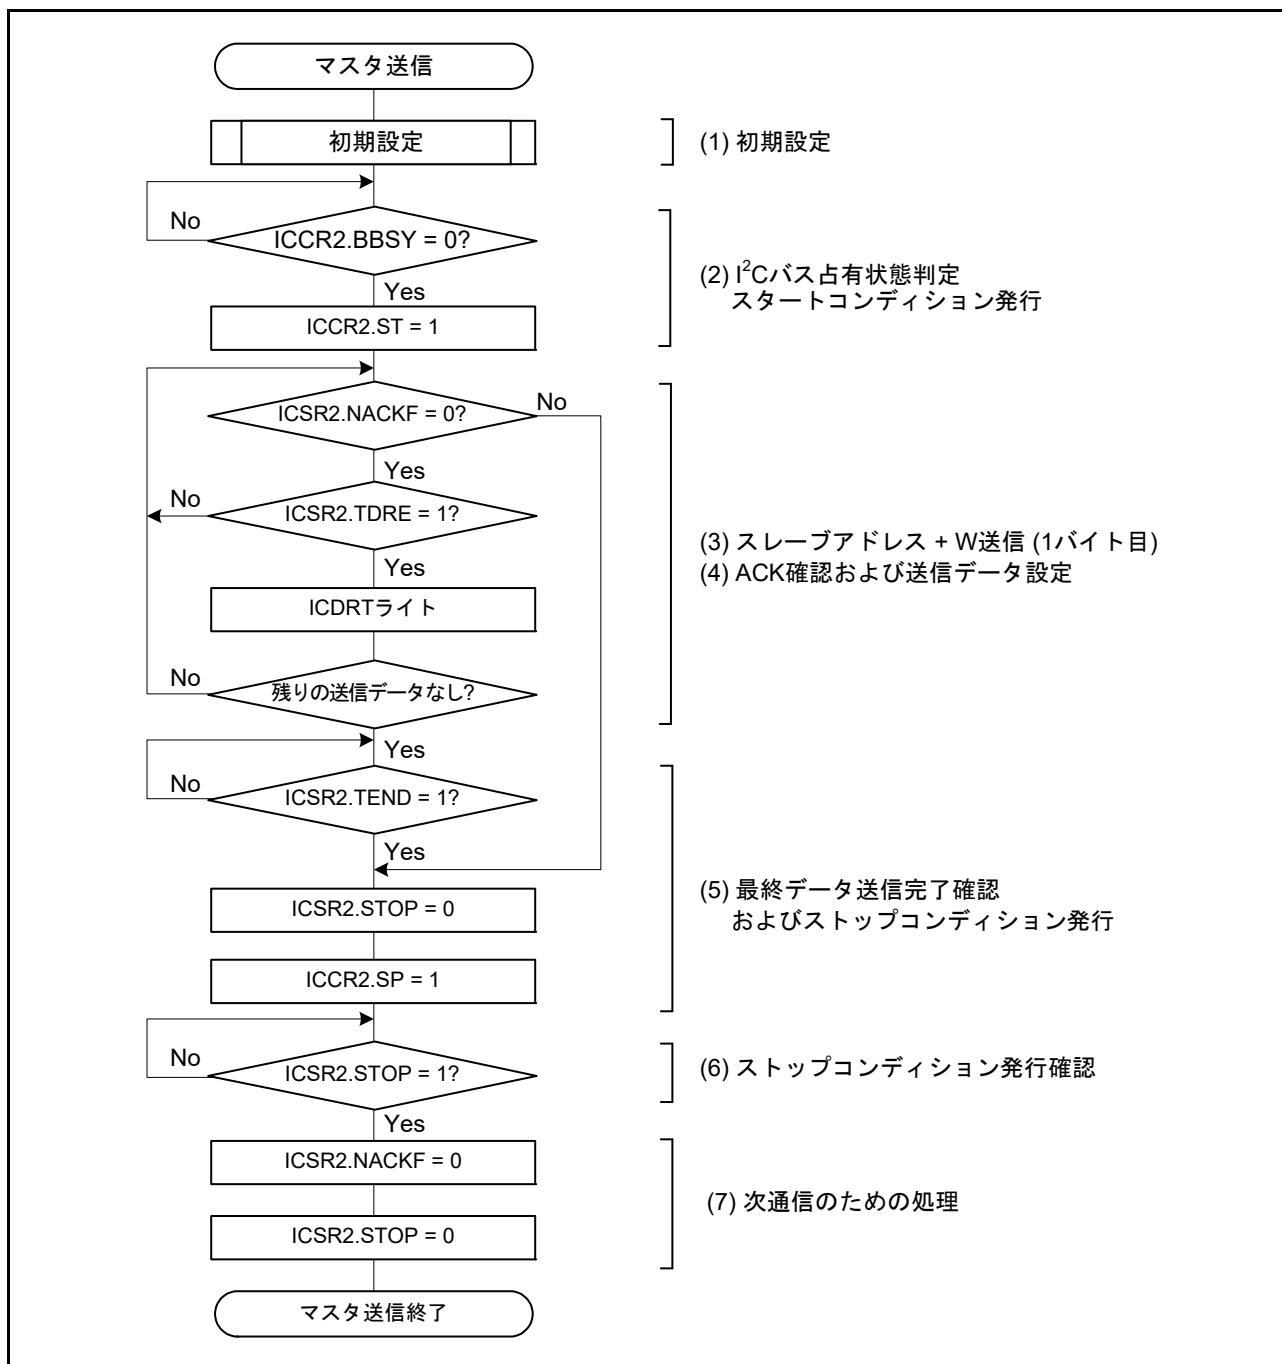 マスタ送信
初期設定
(1) 初期設定
No
ICCR2.BBSY = 0?
Yes
(2) I²Cバス占有状態判定
スタートコンディション発行
ICCR2.ST = 1
ICSR2.NACKF = 0?
No
Yes
No
ICSR2.TDRE = 1?
Yes
(3) スレーブアドレス + W送信 (1バイト目)
(4) ACK確認および送信データ設定
ICDRTライト
No
残りの送信データなし?
Yes
No
ICSR2.TEND = 1?
Yes
(5) 最終データ送信完了確認
およびストップコンディション発行
ICSR2.STOP = 0
ICCR2.SP = 1
No
ICSR2.STOP = 1?
(6) ストップコンディション発行確認
Yes
ICSR2.NACKF = 0
(7) 次通信のための処理
ICSR2.STOP = 0
マスタ送信終了